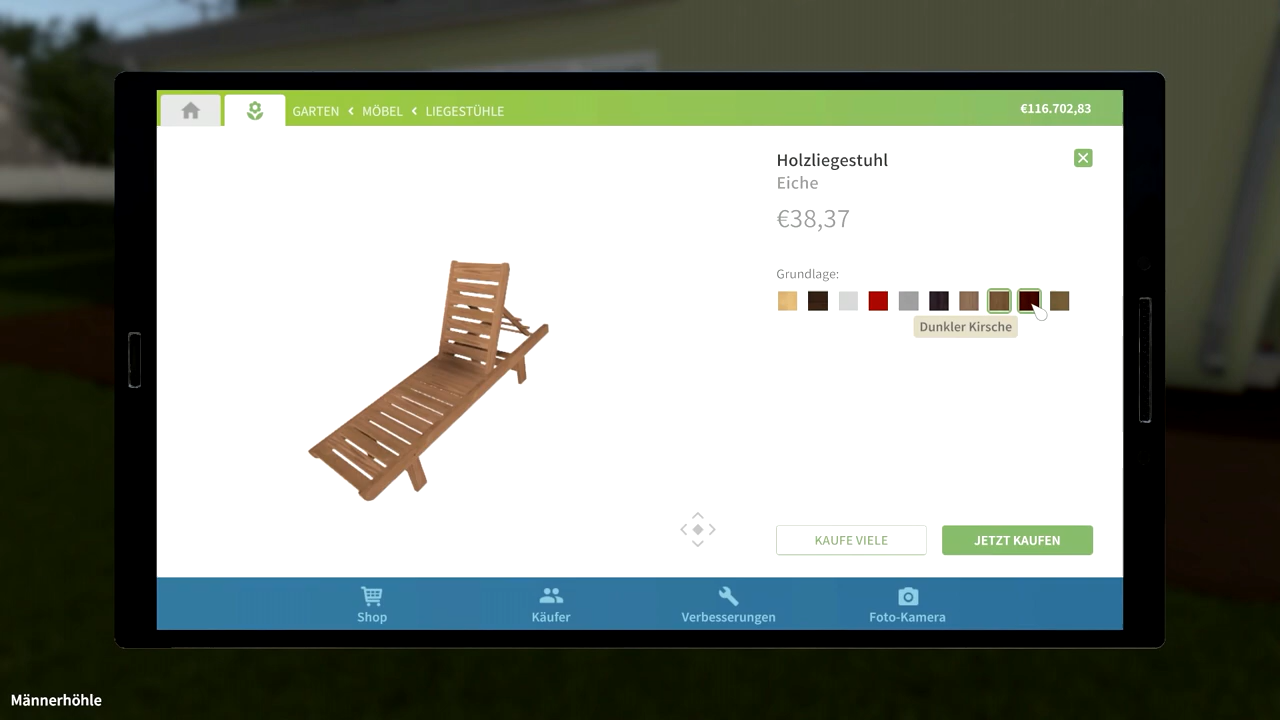 GARTEN < MÖBEL < LIEGESTÜHLE
€116.702,83
Holzliegestuhl
Eiche
€38,37
Grundlage:
Dunkler Kirsche
KAUFE VIELE
JETZT KAUFEN
Shop
Käufer
Verbesserungen
Foto-Kamera
Männerhöhle